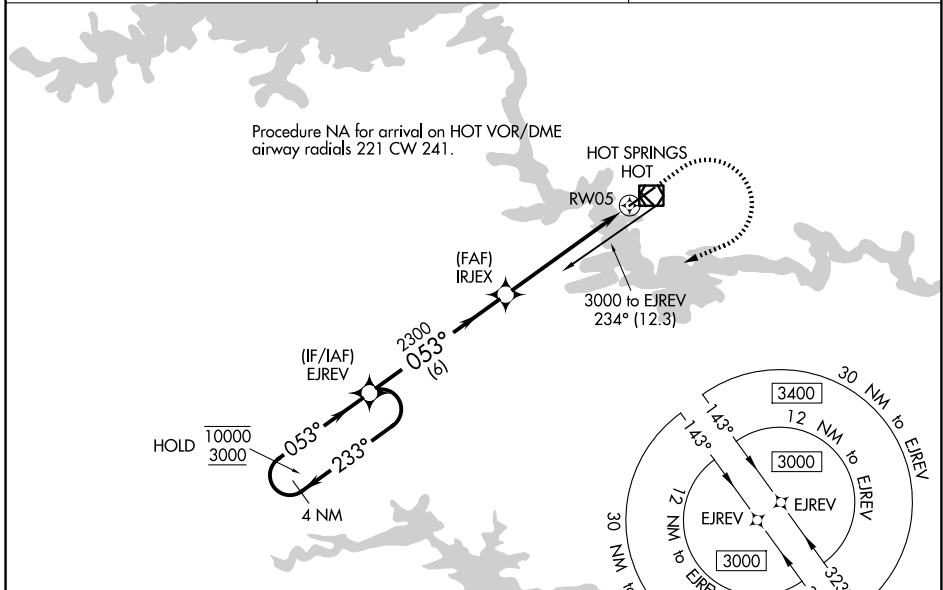 Procedure NA for arrival on HOT VOR/DME
airway radials 221 CW 241.
HOT SPRINGS
HOT
RW05
(FAF)
IRJEX
3000 to EJREV
234° (12.3)
2300
053°
(6)
(IF/IAF)
EJREV
HOLD
10000
3000
053°
233°
4 NM
30 NM to EJREV
3400
143°
12 NM to EJREV
3000
EJREV
143°
EJREV
12 NM to EJRE
3000
30 NM to
323°